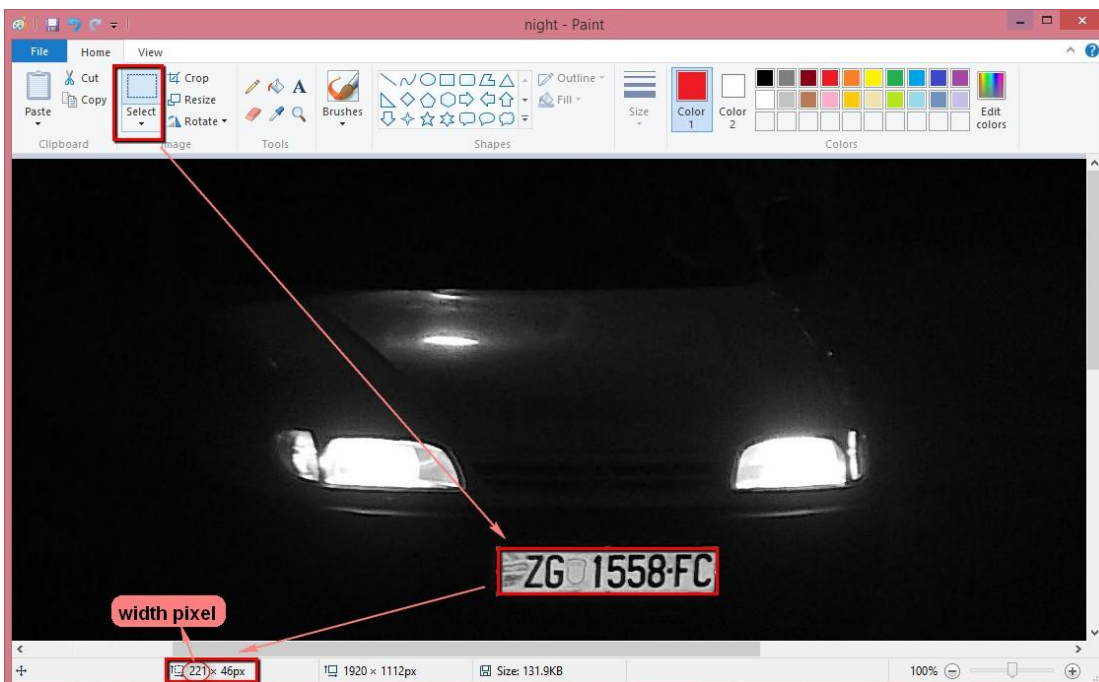 night - Paint
File Home View
Paste
Cut
Copy
Clipboard
Select
Crop
Resize
Rotate
Image
A
Tools
Brushes
Outline
Fill
Shapes
Size
Color
1
Color
2
Edit
colors
Colors
ZG 1558-FC
width pixel
221 × 46px
1920 × 1112px
Size: 131.9KB
100%